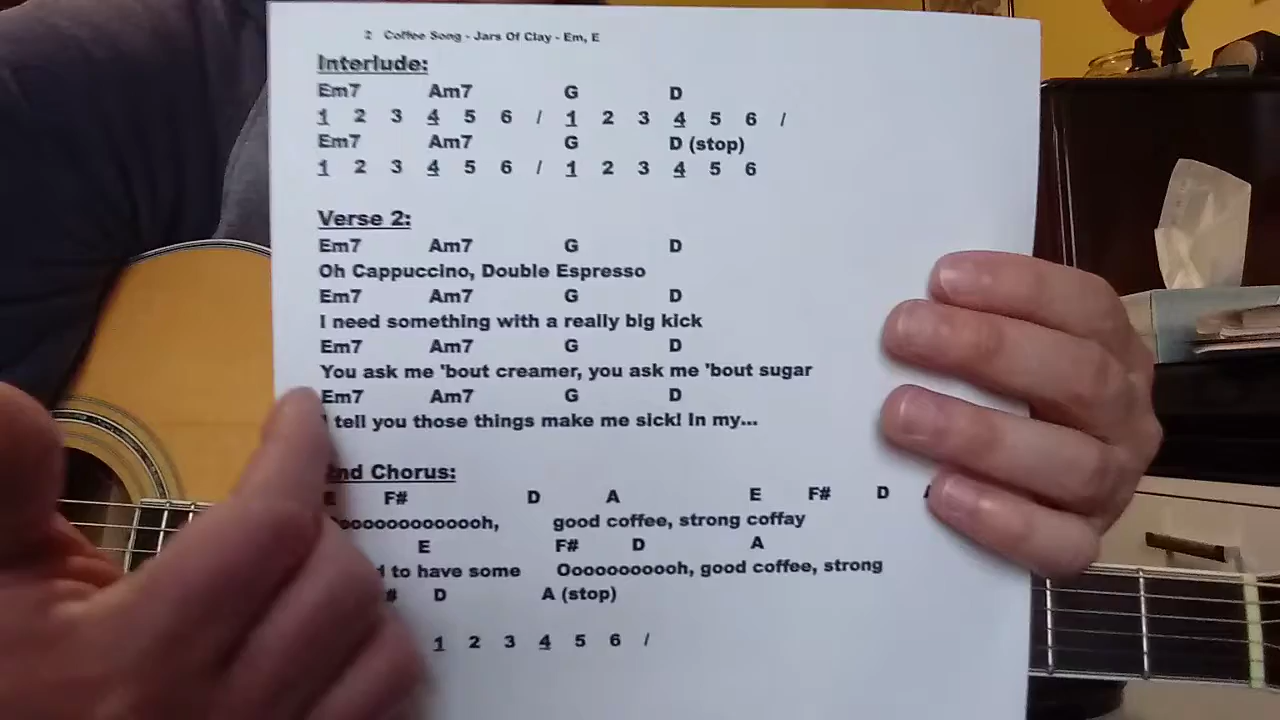 2 Coffee Song - Jars Of Clay - Em, E
Interlude:
Em7 Am7 G D
1 2 3 4 5 6 / 1 2 3 4 5 6 /
Em7 Am7 G D (stop)
1 2 3 4 5 6 / 1 2 3 4 5 6
Verse 2:
Em7 Am7 G D
Oh Cappuccino, Double Espresso
Em7 Am7 G D
I need something with a really big kick
Em7 Am7 G D
You ask me 'bout creamer, you ask me 'bout sugar
Em7 Am7 G D
I tell you those things make me sick! In my...
2nd Chorus:
E F# D A E F# D
good coffee, strong coffay
E F# D A
to have some Ooooooooooh, good coffee, strong
D A (stop)
1 2 3 4 5 6 /